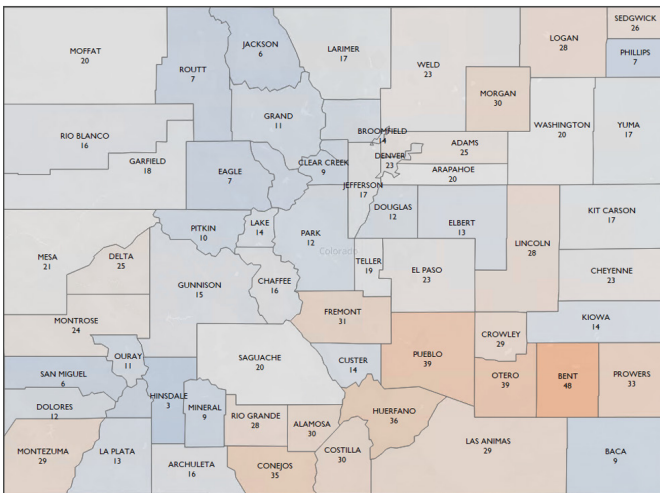 SEDGWICK
26
JACKSON
6
LARIMER
17
LOGAN
28
MOFFAT
20
WELD
23
PHILLIPS
7
ROUTT
7
MORGAN
30
GRAND
11
WASHINGTON
20
YUMA
17
RIO BLANCO
16
BROOMFIELD
14
ADAMS
25
GARFIELD
18
EAGLE
7
CLEAR CREEK
9
DENVER
23
ARAPAHOE
20
JEFFERSON
17
DOUGLAS
12
ELBERT
13
KIT CARSON
17
PITKIN
10
LAKE
14
PARK
12
LINCOLN
28
Colorado
MESA
21
DELTA
25
TELLER
19
EL PASO
23
CHEYENNE
23
GUNNISON
15
CHAFFEE
16
FREMONT
31
KIOWA
14
MONTROSE
24
CROWLEY
29
OURAY
11
SAGUACHE
20
CUSTER
14
PUEBLO
39
SAN MIGUEL
6
OTERO
39
BENT
48
PROWERS
33
HINSDALE
3
MINERAL
9
DOLORES
12
RIO GRANDE
28
ALAMOSA
30
HUERFANO
36
MONTEZUMA
29
LA PLATA
13
ARCHULETA
16
CONEJOS
35
COSTILLA
30
LAS ANIMAS
29
BACA
9